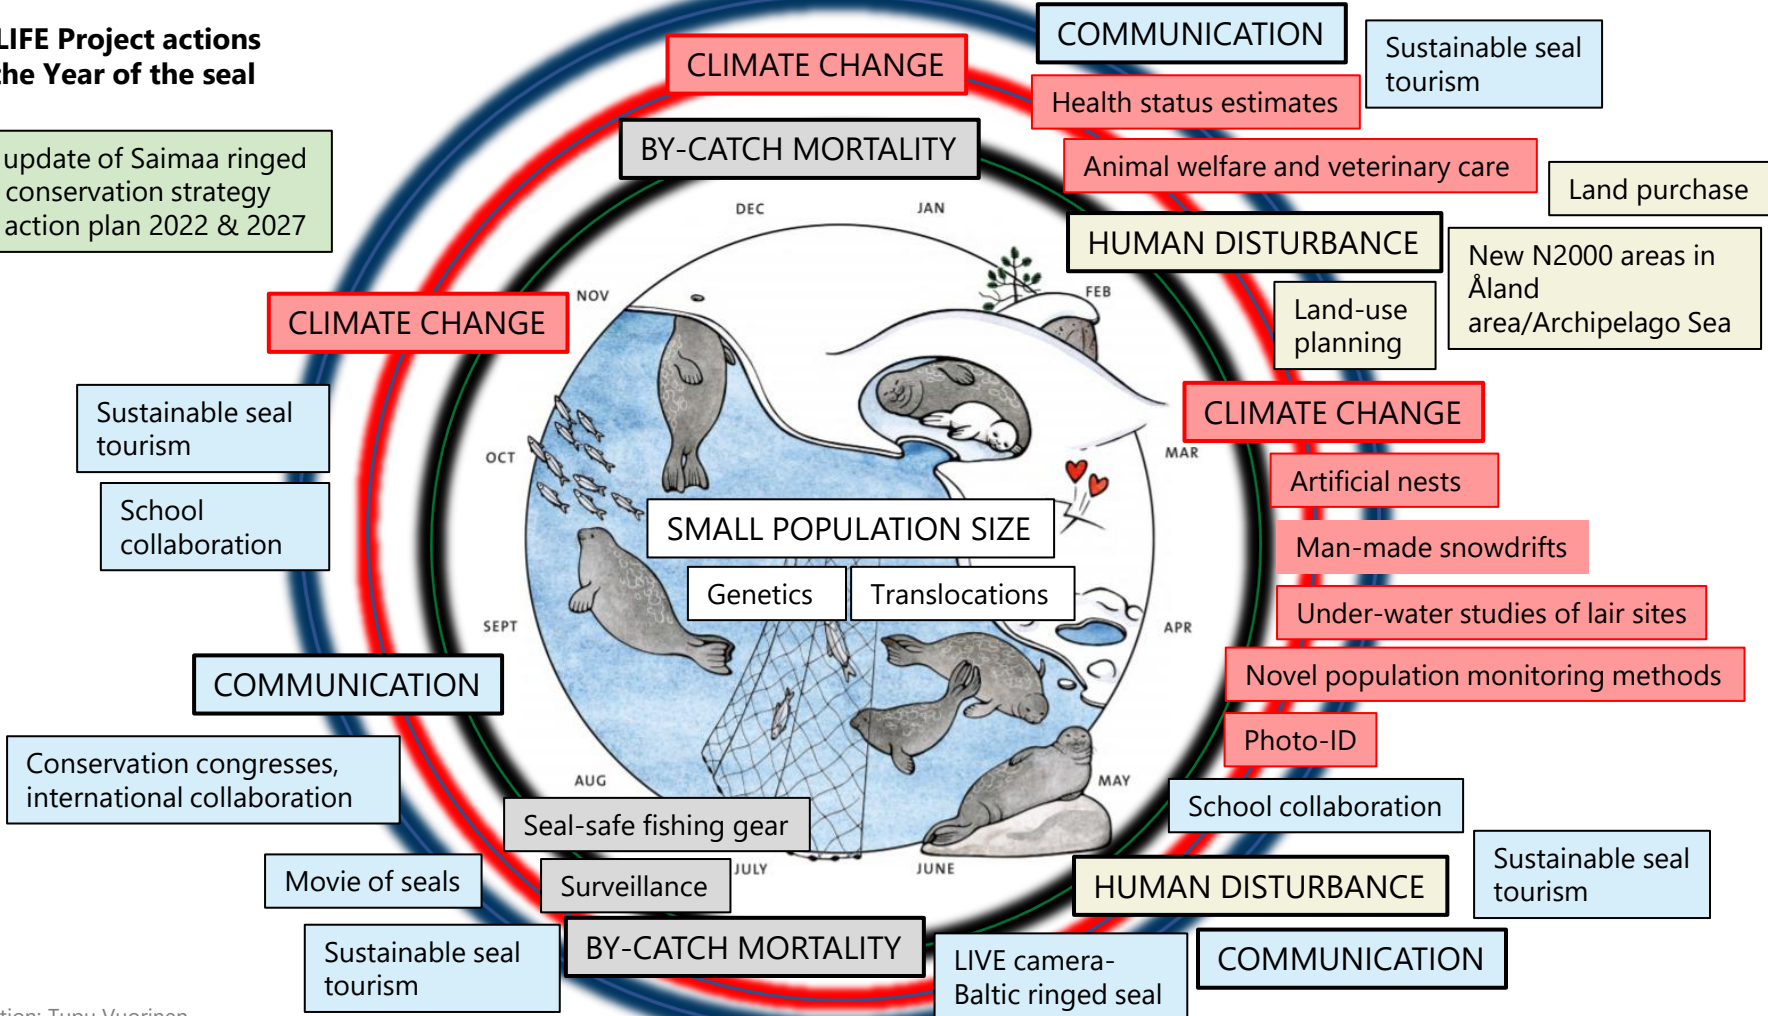 LIFE Project actions
the Year of the seal
update of Saimaa ringed
conservation strategy
action plan 2022 & 2027
COMMUNICATION
Sustainable seal
tourism
CLIMATE CHANGE
Health status estimates
BY-CATCH MORTALITY
Animal welfare and veterinary care
Land purchase
DEC
JAN
HUMAN DISTURBANCE
New N2000 areas in
Åland
area/Archipelago Sea
NOV
FEB
CLIMATE CHANGE
Land-use
planning
Sustainable seal
tourism
CLIMATE CHANGE
OCT
MAR
Artificial nests
School
collaboration
SMALL POPULATION SIZE
Man-made snowdrifts
Genetics
Translocations
Under-water studies of lair sites
SEPT
APR
COMMUNICATION
Novel population monitoring methods
Photo-ID
Conservation congresses,
international collaboration
AUG
MAY
School collaboration
Seal-safe fishing gear
Movie of seals
Surveillance
JULY
JUNE
HUMAN DISTURBANCE
Sustainable seal
tourism
Sustainable seal
tourism
BY-CATCH MORTALITY
LIVE camera-
Baltic ringed seal
COMMUNICATION